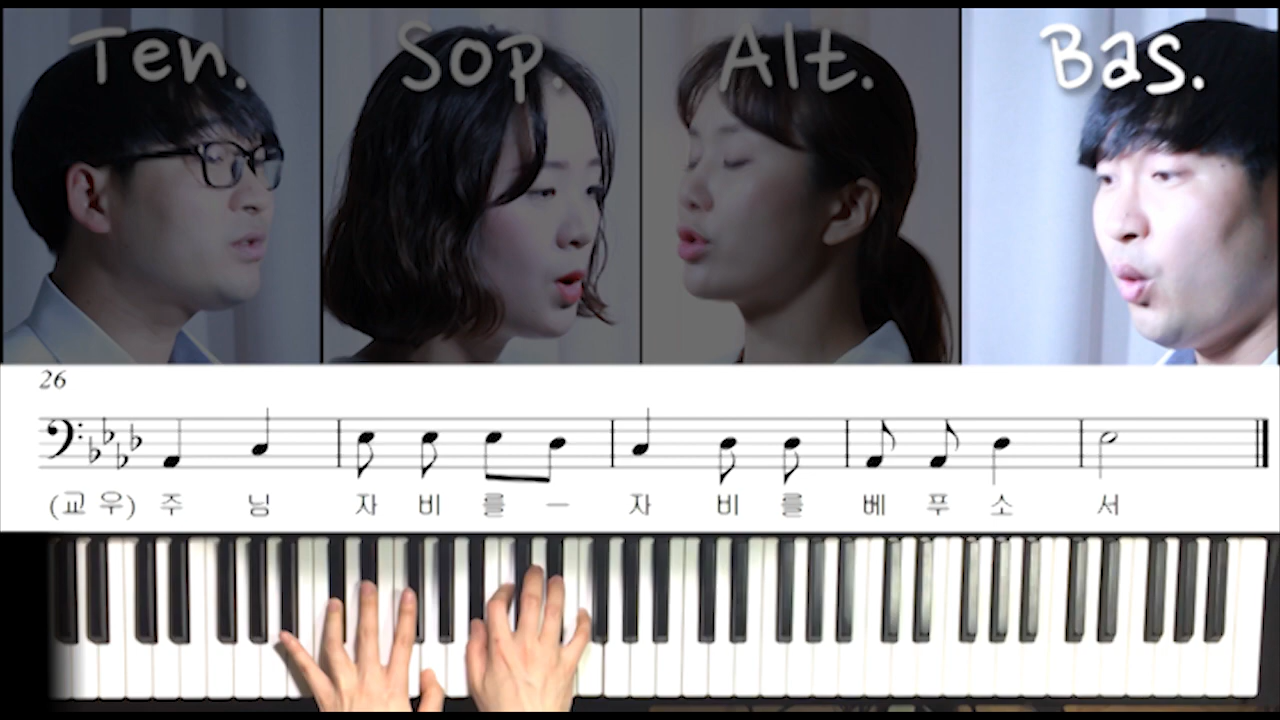 Ten. Sop. Alt. Bas.
26
(교 우) 주 님 자 비 를 ー 자 비 를 베 푸 소 서